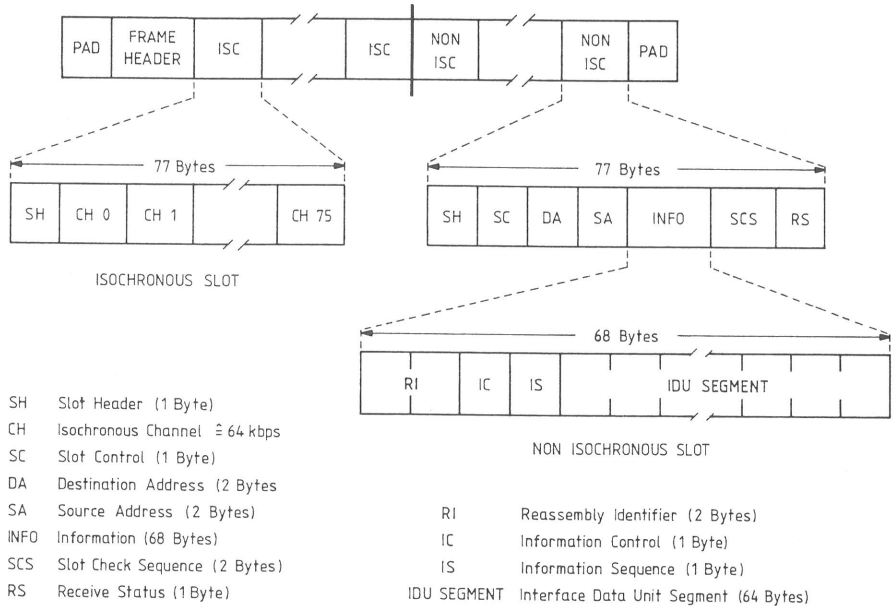 PAD FRAME HEADER ISC ISC NON ISC NON ISC PAD
77 Bytes 77 Bytes
SH CH 0 CH 1 CH 75 SH SC DA SA INFO SCS RS
ISOCHRONOUS SLOT
68 Bytes
RI IC IS IDU SEGMENT
NON ISOCHRONOUS SLOT
SH Slot Header (1 Byte)
CH Isochronous Channel ≙ 64 kbps
SC Slot Control (1 Byte)
DA Destination Address (2 Bytes
SA Source Address (2 Bytes)
INFO Information (68 Bytes)
SCS Slot Check Sequence (2 Bytes)
RS Receive Status (1 Byte)
RI Reassembly Identifier (2 Bytes)
IC Information Control (1 Byte)
IS Information Sequence (1 Byte)
IDU SEGMENT Interface Data Unit Segment (64 Bytes)